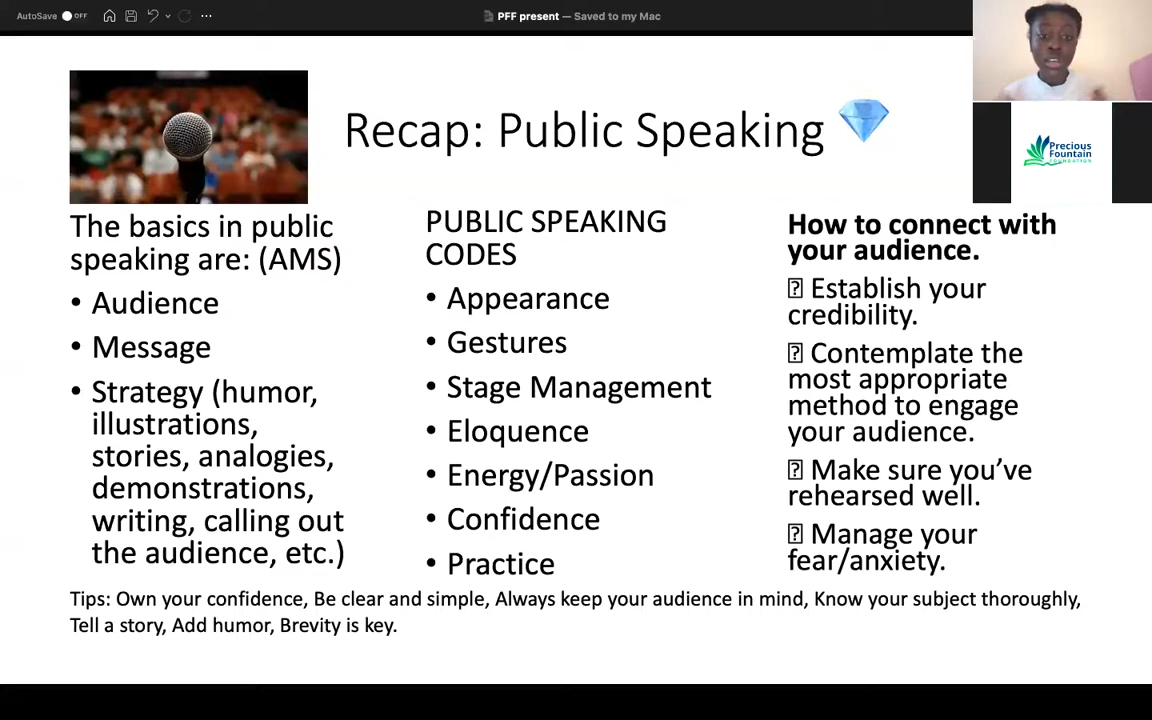 AutoSave OFF
PFF present — Saved to my Mac
Recap: Public Speaking
Precious
Fountain
FOUNDATION
The basics in public
speaking are: (AMS)
• Audience
• Message
• Strategy (humor,
illustrations,
stories, analogies,
demonstrations,
writing, calling out
the audience, etc.)
PUBLIC SPEAKING
CODES
• Appearance
• Gestures
• Stage Management
• Eloquence
• Energy/Passion
• Confidence
• Practice
How to connect with
your audience.
⍰ Establish your
credibility.
⍰ Contemplate the
most appropriate
method to engage
your audience.
⍰ Make sure you’ve
rehearsed well.
⍰ Manage your
fear/anxiety.
Tips: Own your confidence, Be clear and simple, Always keep your audience in mind, Know your subject thoroughly,
Tell a story, Add humor, Brevity is key.